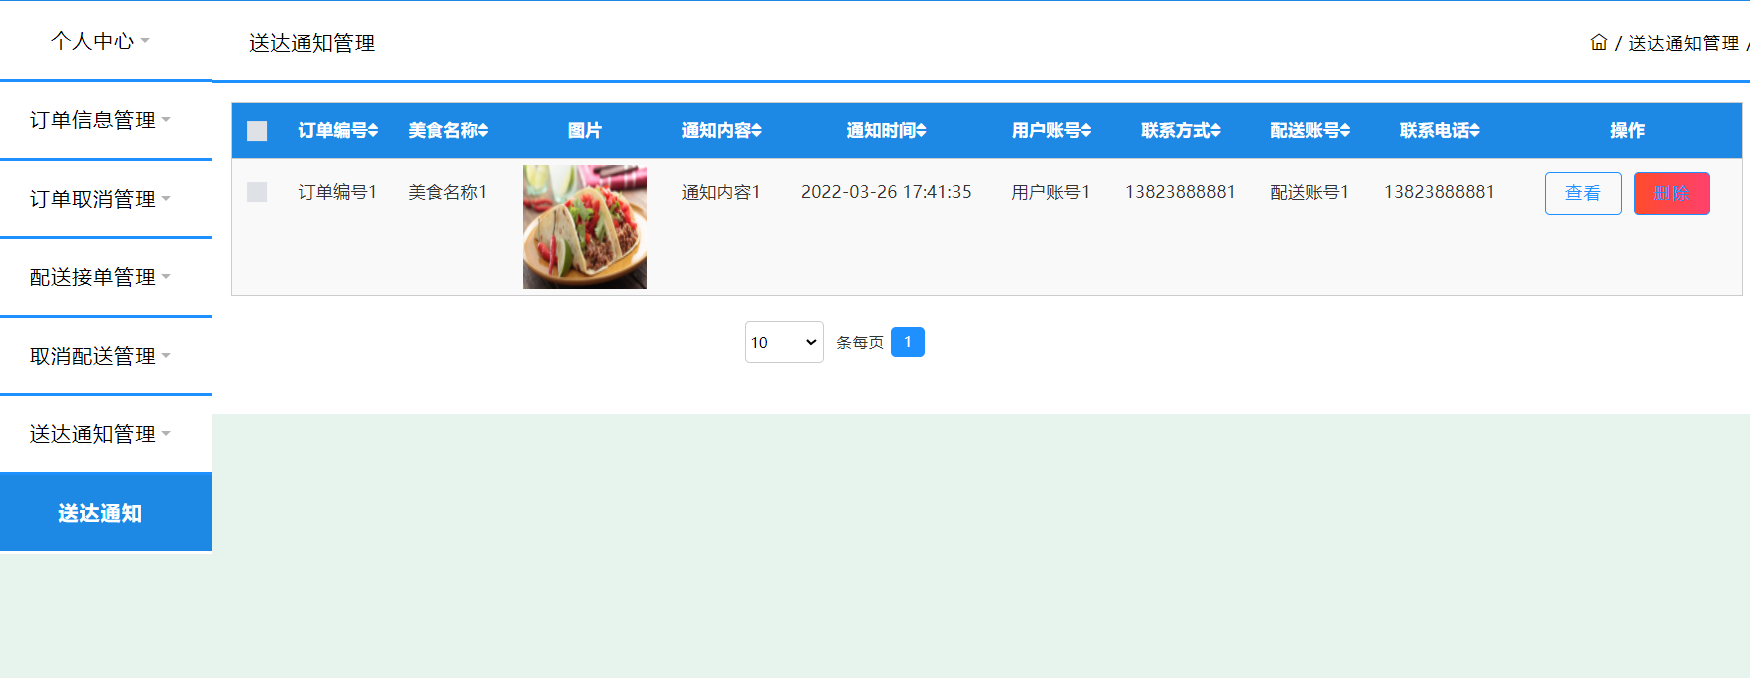 个人中心
送达通知管理
/ 送达通知管理 /
订单信息管理
订单取消管理
配送接单管理
取消配送管理
送达通知管理
送达通知
订单编号 美食名称 图片 通知内容 通知时间 用户账号 联系方式 配送账号 联系电话 操作
订单编号1 美食名称1 通知内容1 2022-03-26 17:41:35 用户账号1 13823888881 配送账号1 13823888881 查看 删除
10 条每页 1